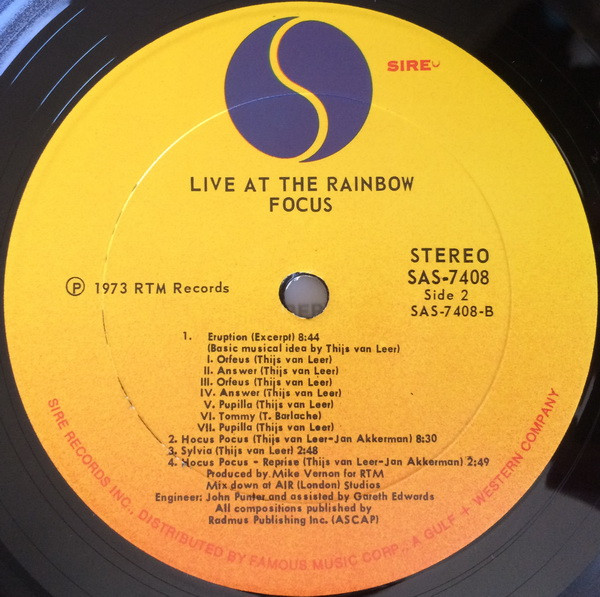 SIRE
LIVE AT THE RAINBOW
FOCUS
STEREO
SAS-7408
Side 2
SAS-7408-B
Ⓟ 1973 RTM Records
1. Eruption (Excerpt) 8:44
(Basic musical idea by Thijs van Leer)
I. Orfeus (Thijs van Leer)
II. Answer (Thijs van Leer)
III. Orfeus (Thijs van Leer)
IV. Answer (Thijs van Leer)
V. Pupilla (Thijs van Leer)
VI. Tommy (T. Barlache)
VII. Pupilla (Thijs van Leer)
2. Hocus Pocus (Thijs van Leer-Jan Akkerman) 8:30
3. Sylvia (Thijs van Leer) 2:48
4. Hocus Pocus - Reprise (Thijs van Leer-Jan Akkerman) 2:49
Produced by Mike Vernon for RTM
Mix down at AIR (London) Studios
Engineer: John Punter and assisted by Gareth Edwards
All compositions published by
Radmus Publishing Inc. (ASCAP)
SIRE RECORDS INC., DISTRIBUTED BY FAMOUS MUSIC CORP., A GULF + WESTERN COMPANY